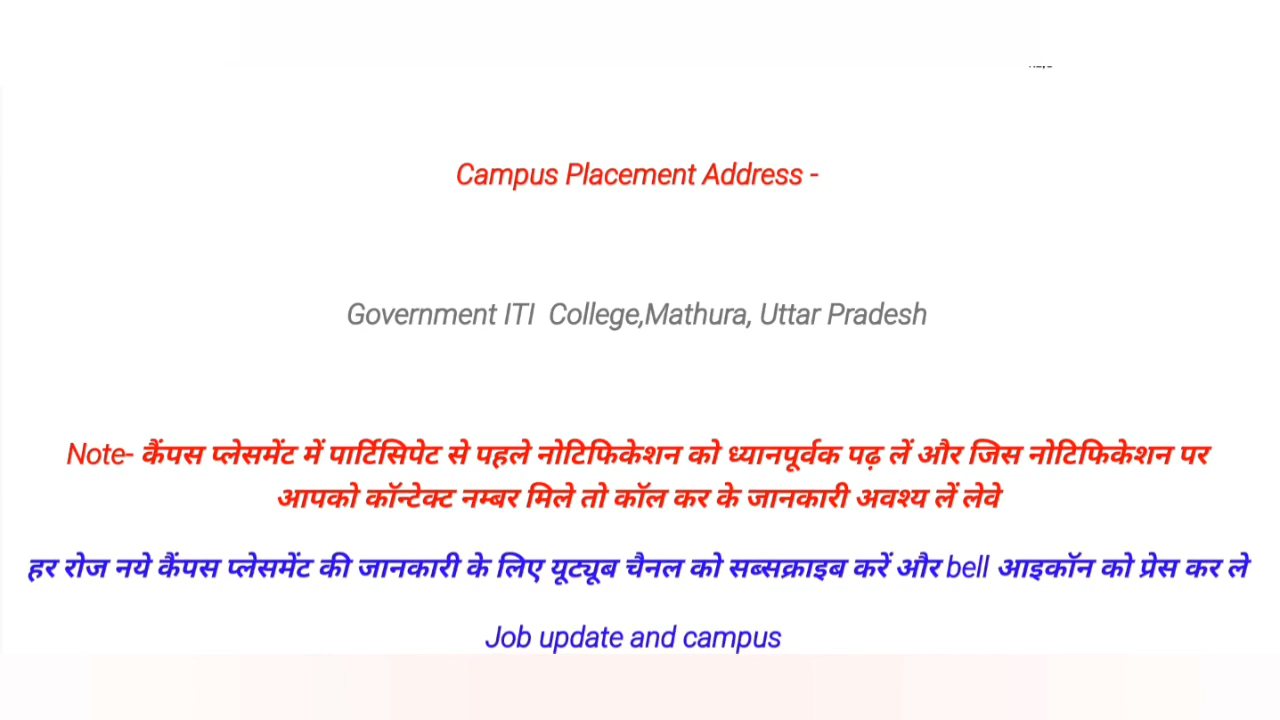 Campus Placement Address -
Government ITI College,Mathura, Uttar Pradesh
Note- कैंपस प्लेसमेंट में पार्टिसिपेट से पहले नोटिफिकेशन को ध्यानपूर्वक पढ़ लें और जिस नोटिफिकेशन पर
आपको कॉन्टेक्ट नम्बर मिले तो कॉल कर के जानकारी अवश्य लें लेवे
हर रोज नये कैंपस प्लेसमेंट की जानकारी के लिए यूट्यूब चैनल को सब्सक्राइब करें और bell आइकॉन को प्रेस कर ले
Job update and campus